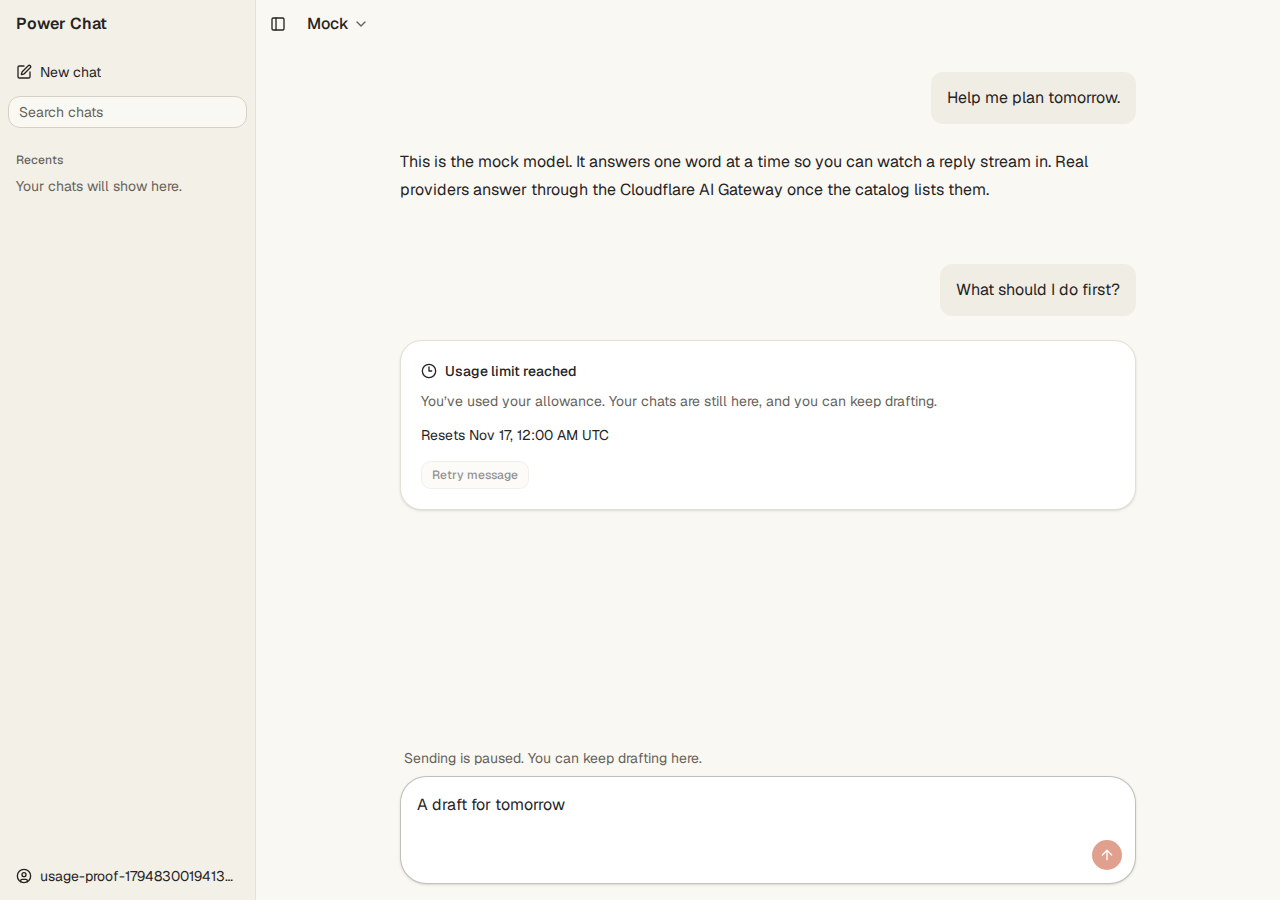 Power Chat
New chat
Search chats
Recents
Your chats will show here.
usage-proof-1794830019413…
Mock
Help me plan tomorrow.
This is the mock model. It answers one word at a time so you can watch a reply stream in. Real
providers answer through the Cloudflare AI Gateway once the catalog lists them.
What should I do first?
Usage limit reached
You've used your allowance. Your chats are still here, and you can keep drafting.
Resets Nov 17, 12:00 AM UTC
Retry message
Sending is paused. You can keep drafting here.
A draft for tomorrow